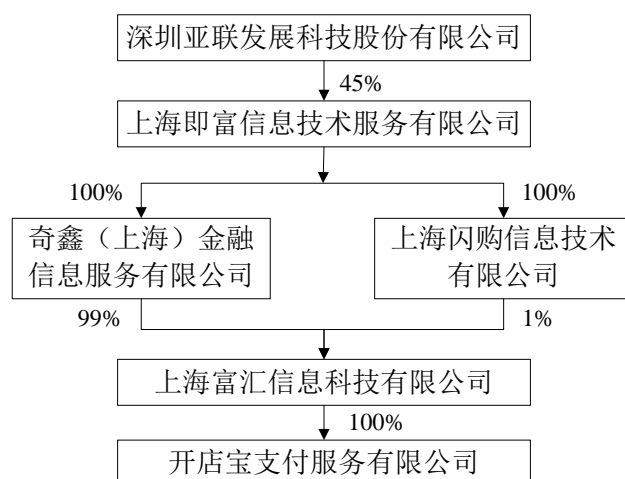 深圳亚联发展科技股份有限公司
45%
上海即富信息技术服务有限公司
100%
100%
奇鑫（上海）金融
信息服务有限公司
上海闪购信息技术
有限公司
99%
1%
上海富汇信息科技有限公司
100%
开店宝支付服务有限公司